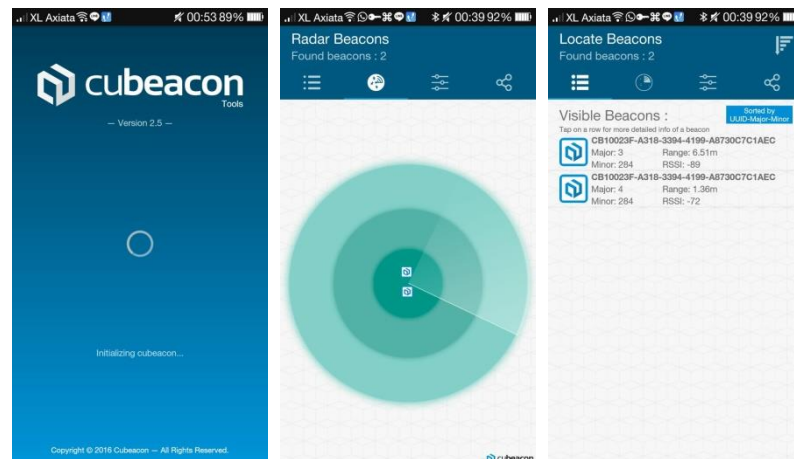 XL Axiata 00:53 89%
cubeacon
Tools
— Version 2.5 —
Initializing cubeacon...
Copyright © 2016 Cubeacon — All Rights Reserved.
XL Axiata 00:39 92%
Radar Beacons
Found beacons : 2
cubeacon
XL Axiata 00:39 92%
Locate Beacons
Found beacons : 2
Visible Beacons :
Sorted by
UUID-Major-Minor
Tap on a row for more detailed info of a beacon
CB10023F-A318-3394-4199-A8730C7C1AEC
Major: 3 Range: 6.51m
Minor: 284 RSSI: -89
CB10023F-A318-3394-4199-A8730C7C1AEC
Major: 4 Range: 1.36m
Minor: 284 RSSI: -72